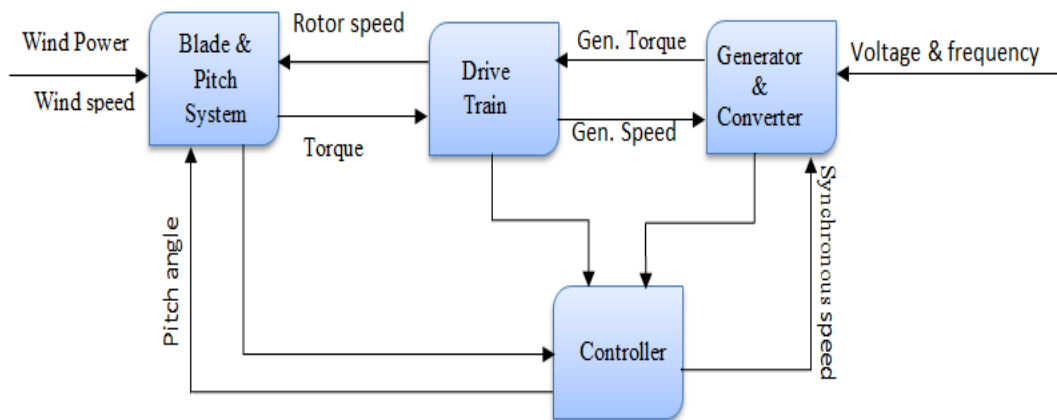 Wind Power
Wind speed
Blade &
Pitch
System
Rotor speed
Torque
Drive
Train
Gen. Torque
Gen. Speed
Generator
&
Converter
Voltage & frequency
Pitch angle
Controller
Synchronous speed